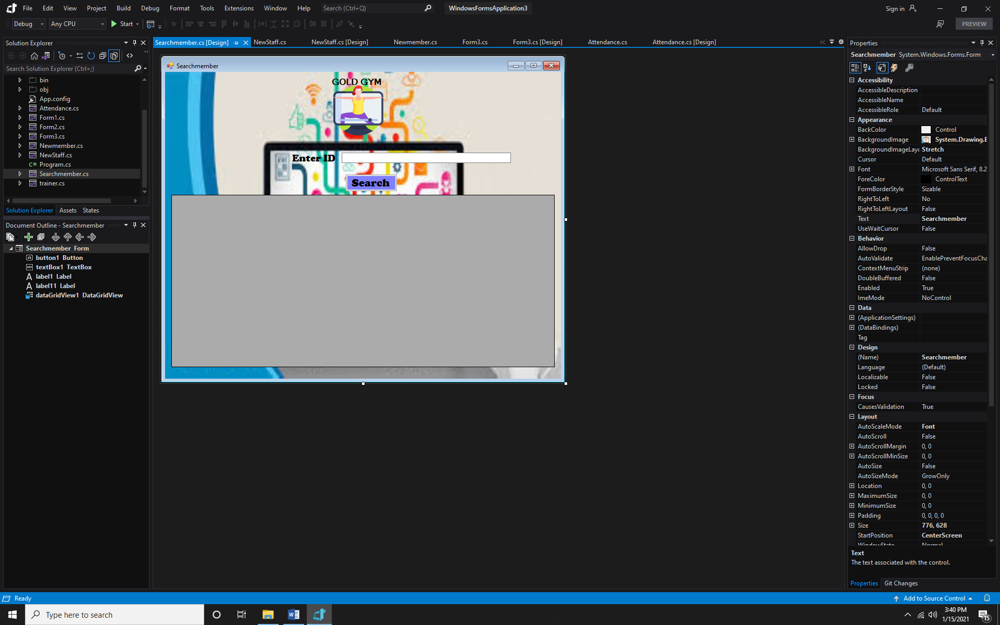 File Edit View Project Build Debug Format Tools Extensions Window Help Search (Ctrl+Q) WindowsFormsApplication3 Sign in
Debug Any CPU Start PREVIEW
Solution Explorer
Search Solution Explorer (Ctrl+;)
bin
obj
App.config
Attendance.cs
Form1.cs
Form2.cs
Form3.cs
Newmember.cs
NewStaff.cs
C# Program.cs
Searchmember.cs
trainer.cs
Solution Explorer Assets States
Document Outline - Searchmember
Searchmember Form
button1 Button
textBox1 TextBox
label1 Label
label11 Label
dataGridView1 DataGridView
Searchmember.cs [Design] NewStaff.cs NewStaff.cs [Design] Newmember.cs Form3.cs Form3.cs [Design] Attendance.cs Attendance.cs [Design]
Searchmember
GOLD GYM
Enter ID
Search
Properties
Searchmember System.Windows.Forms.Form
Accessibility
AccessibleDescription
AccessibleName
AccessibleRole Default
Appearance
BackColor Control
BackgroundImage System.Drawing.B
BackgroundImageLayo Stretch
Cursor Default
Font Microsoft Sans Serif, 8.2
ForeColor ControlText
FormBorderStyle Sizable
RightToLeft No
RightToLeftLayout False
Text Searchmember
UseWaitCursor False
Behavior
AllowDrop False
AutoValidate EnablePreventFocusCha
ContextMenuStrip (none)
DoubleBuffered False
Enabled True
ImeMode NoControl
Data
(ApplicationSettings)
(DataBindings)
Tag
Design
(Name) Searchmember
Language (Default)
Localizable False
Locked False
Focus
CausesValidation True
Layout
AutoScaleMode Font
AutoScroll False
AutoScrollMargin 0, 0
AutoScrollMinSize 0, 0
AutoSize False
AutoSizeMode GrowOnly
Location 0, 0
MaximumSize 0, 0
MinimumSize 0, 0
Padding 0, 0, 0, 0
Size 776, 628
StartPosition CenterScreen
WindowState Normal
Text
The text associated with the control.
Properties Git Changes
Ready Add to Source Control
Type here to search
3:40 PM
1/15/2021
15